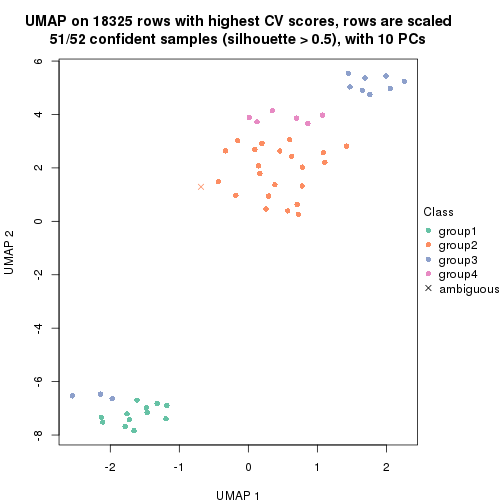 UMAP on 18325 rows with highest CV scores, rows are scaled
51/52 confident samples (silhouette > 0.5), with 10 PCs
6
4
2
0
-2
-4
-6
-8
UMAP 2
-2 -1 0 1 2
UMAP 1
Class
group1
group2
group3
group4
ambiguous